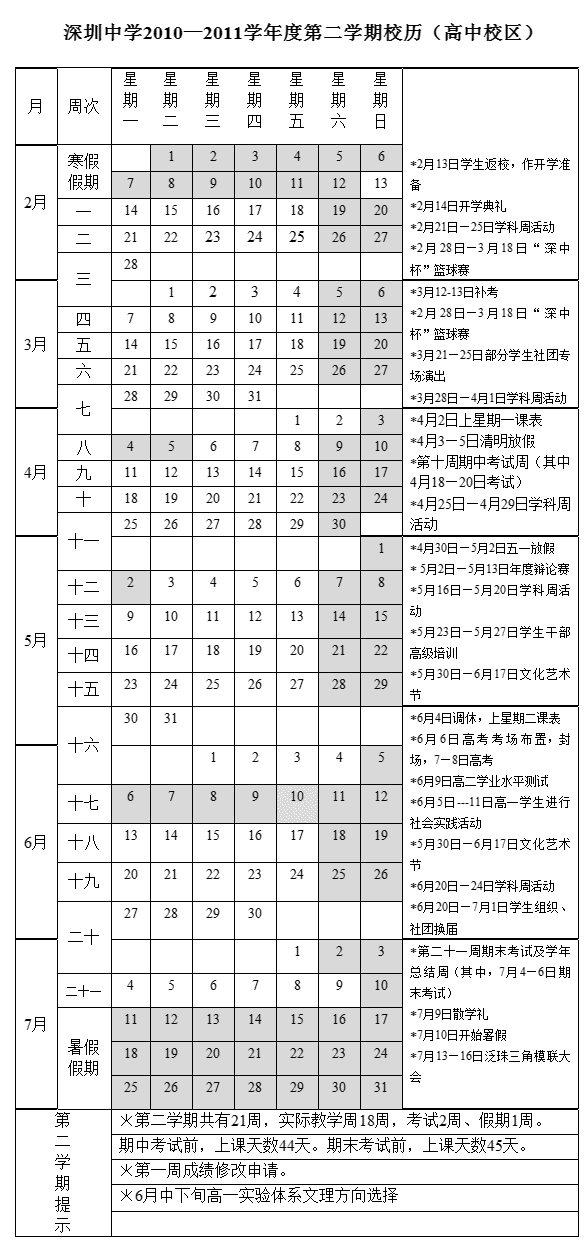 深圳中学2010—2011学年度第二学期校历（高中校区）
月 周次 星期一 星期二 星期三 星期四 星期五 星期六 星期日
2月
寒假假期 1 2 3 4 5 6
7 8 9 10 11 12 13
一 14 15 16 17 18 19 20
二 21 22 23 24 25 26 27
三 28
*2月13日学生返校，作开学准
备
*2月14日开学典礼
*2月21日－25日学科周活动
*2月28日－3月18日“深中
杯”篮球赛
3月
1 2 3 4 5 6
四 7 8 9 10 11 12 13
五 14 15 16 17 18 19 20
六 21 22 23 24 25 26 27
七 28 29 30 31
*3月12-13日补考
*2月28日－3月18日“深中
杯”篮球赛
*3月21－25日部分学生社团专
场演出
*3月28日－4月1日学科周活动
4月
1 2 3
八 4 5 6 7 8 9 10
九 11 12 13 14 15 16 17
十 18 19 20 21 22 23 24
十一 25 26 27 28 29 30
*4月2日上星期一课表
*4月3－5日清明放假
*第十周期中考试周（其中
4月18－20日考试）
*4月25日－4月29日学科周
活动
5月
1
十二 2 3 4 5 6 7 8
十三 9 10 11 12 13 14 15
十四 16 17 18 19 20 21 22
十五 23 24 25 26 27 28 29
十六 30 31
*4月30日－5月2日五一放假
* 5月2日－5月13日年度辩论赛
*5月16日－5月20日学科周活
动
*5月23日－5月27日学生干部
高级培训
*5月30日－6月17日文化艺术
节
6月
1 2 3 4 5
十七 6 7 8 9 10 11 12
十八 13 14 15 16 17 18 19
十九 20 21 22 23 24 25 26
二十 27 28 29 30
*6月4日调休，上星期二课表
*6月6日高考考场布置，封
场，7－8日高考
*6月9日高二学业水平测试
*6月5日---11日高一学生进行
社会实践活动
*5月30日－6月17日文化艺术
节
*6月20日－24日学科周活动
*6月20日－7月1日学生组织、
社团换届
7月
1 2 3
二十一 4 5 6 7 8 9 10
暑假假期 11 12 13 14 15 16 17
18 19 20 21 22 23 24
25 26 27 28 29 30 31
*第二十一周期末考试及学年
总结周（其中，7月4－6日期
末考试）
*7月9日散学礼
*7月10日开始暑假
*7月13－16日泛珠三角模联大
会
第二学期提示
※第二学期共有21周，实际教学周18周，考试2周、假期1周。
期中考试前，上课天数44天。期末考试前，上课天数45天。
※第一周成绩修改申请。
※6月中下旬高一实验体系文理方向选择